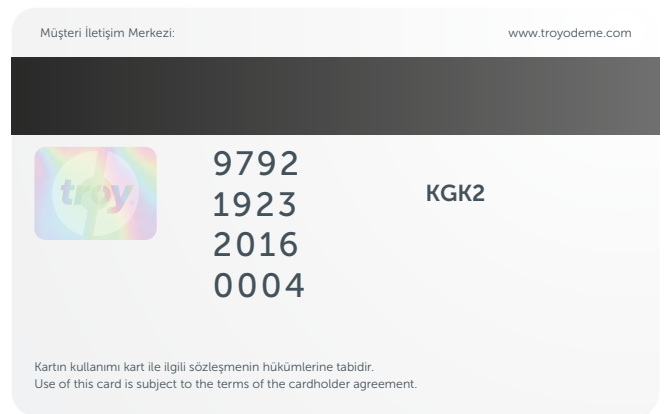 Müşteri İletişim Merkezi:
www.troyodeme.com
troy
9792
1923
2016
0004
KGK2
Kartın kullanımı kart ile ilgili sözleşmenin hükümlerine tabidir.
Use of this card is subject to the terms of the cardholder agreement.